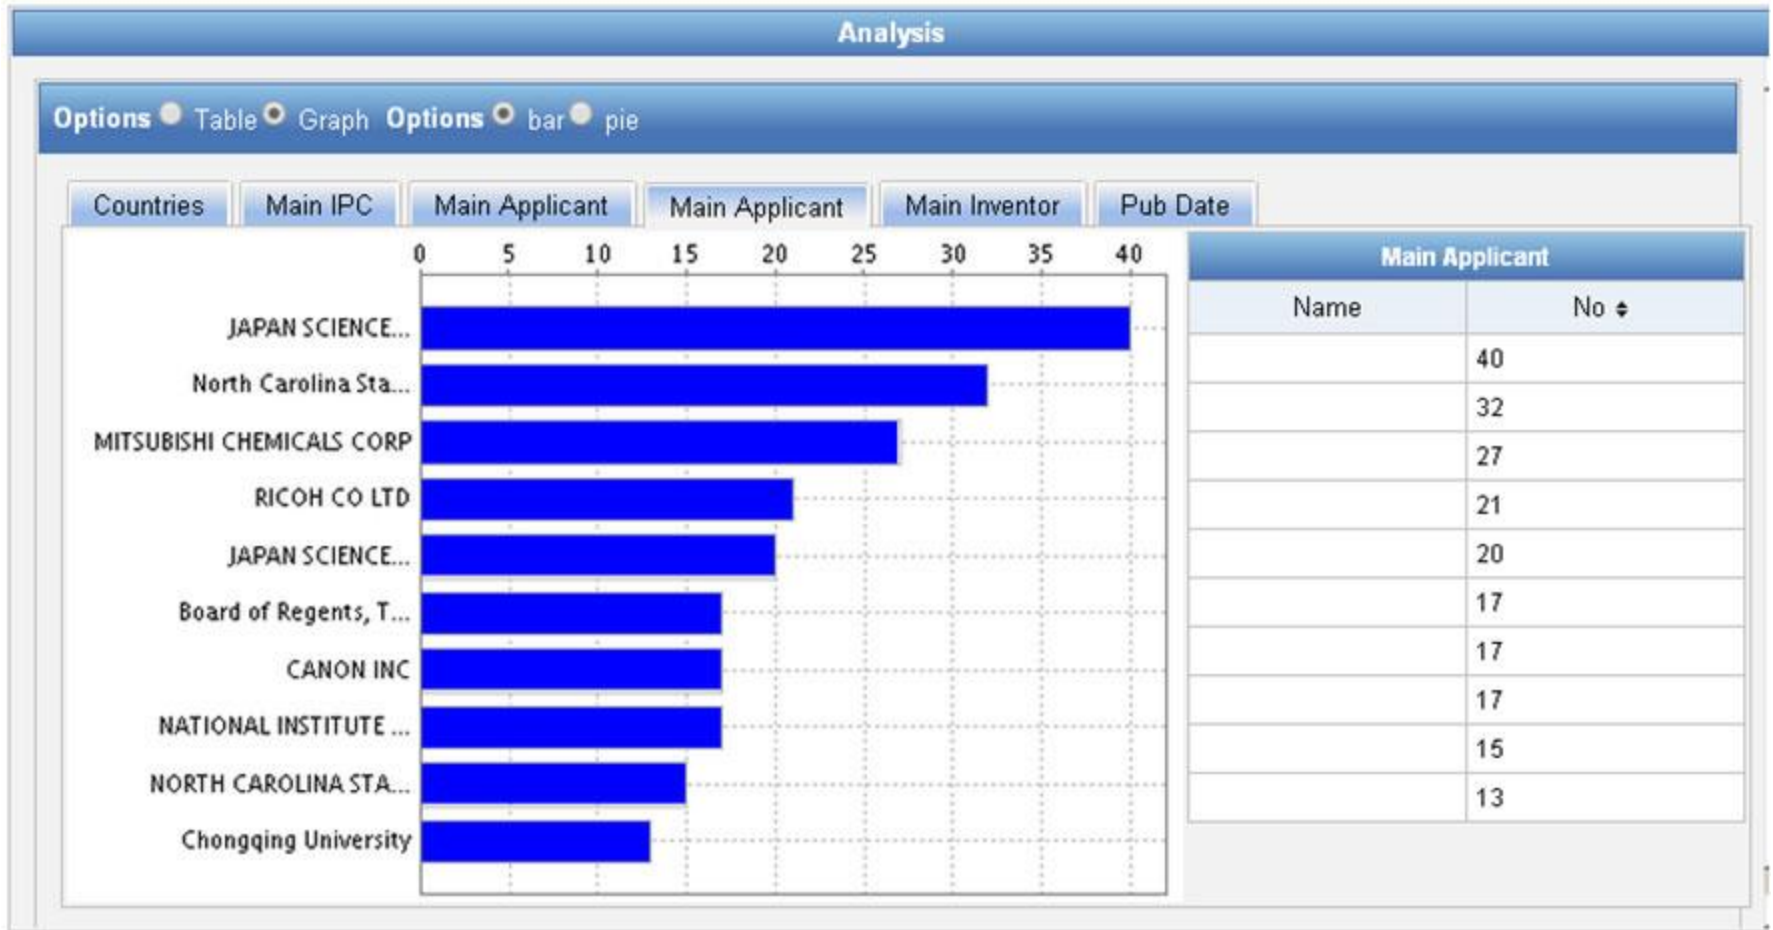 Analysis
Options Table Graph Options bar pie
Countries Main IPC Main Applicant Main Applicant Main Inventor Pub Date
0 5 10 15 20 25 30 35 40
JAPAN SCIENCE...
North Carolina Sta...
MITSUBISHI CHEMICALS CORP
RICOH CO LTD
JAPAN SCIENCE...
Board of Regents, T...
CANON INC
NATIONAL INSTITUTE ...
NORTH CAROLINA STA...
Chongqing University
Main Applicant
Name No
40
32
27
21
20
17
17
17
15
13